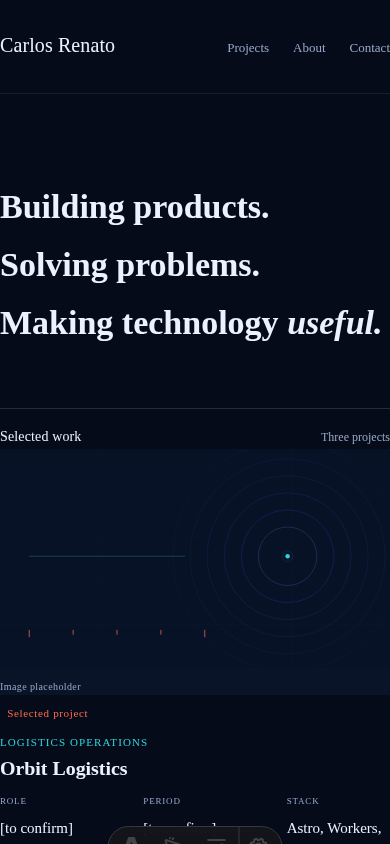 Carlos Renato
Projects About Contact
Building products.
Solving problems.
Making technology useful.
Selected work
Three projects
Image placeholder
Selected project
LOGISTICS OPERATIONS
Orbit Logistics
ROLE PERIOD STACK
[to confirm] Astro, Workers,